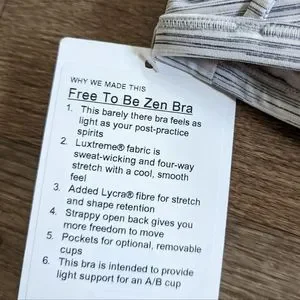 WHY WE MADE THIS
Free To Be Zen Bra
1. This barely there bra feels as
light as your post-practice
spirits
2. Luxtreme® fabric is
sweat-wicking and four-way
stretch with a cool, smooth
feel
3. Added Lycra® fibre for stretch
and shape retention
4. Strappy open back gives you
more freedom to move
5. Pockets for optional, removable
cups
6. This bra is intended to provide
light support for an A/B cup